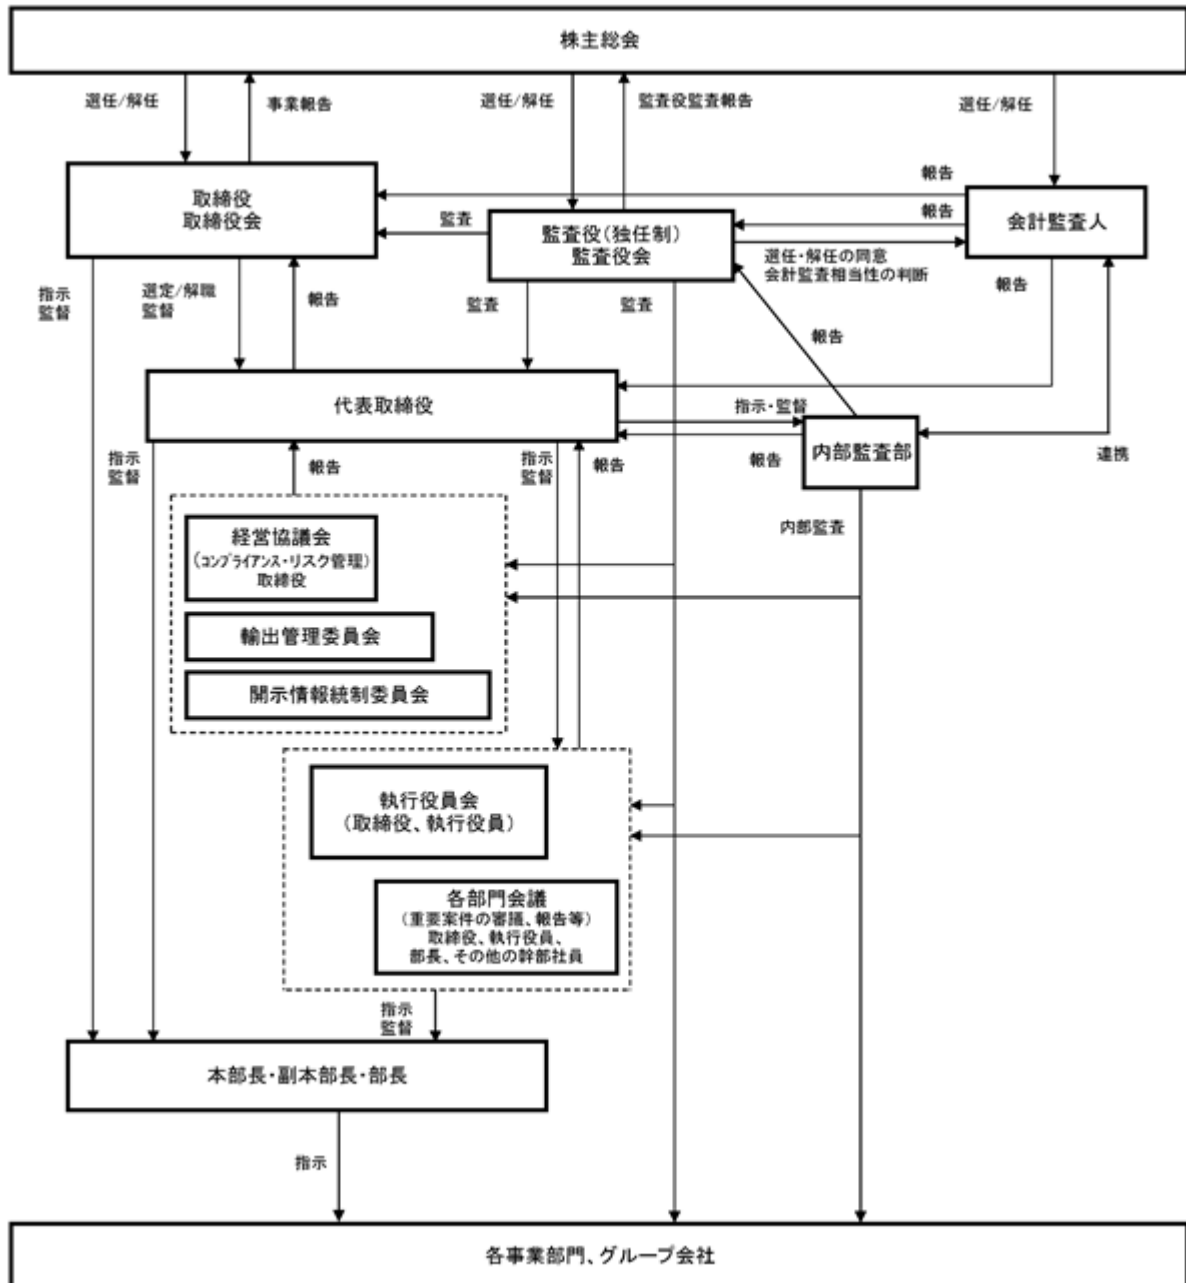 株主総会
選任/解任
事業報告
選任/解任
監査役監査報告
選任/解任
取締役
取締役会
報告
報告
会計監査人
監査
監査役(独任制)
監査役会
選任・解任の同意
会計監査相当性の判断
指示
監督
選定/解職
監督
報告
監査
監査
報告
報告
代表取締役
指示・監督
報告
内部監査部
連携
指示
監督
報告
指示
監督
報告
内部監査
経営協議会
(コンプライアンス・リスク管理)
取締役
輸出管理委員会
開示情報統制委員会
執行役員会
(取締役、執行役員)
各部門会議
(重要案件の審議、報告等)
取締役、執行役員、
部長、その他の幹部社員
指示
監督
本部長・副本部長・部長
指示
各事業部門、グループ会社